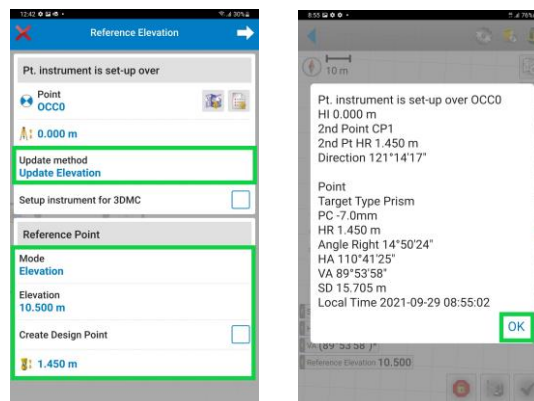 12:42
30%
Reference Elevation
Pt. instrument is set-up over
Point
OCC0
0.000 m
Update method
Update Elevation
Setup instrument for 3DMC
Reference Point
Mode
Elevation
Elevation
10.500 m
Create Design Point
1.450 m
8:55
76%
10 m
Pt. instrument is set-up over OCC0
HI 0.000 m
2nd Point CP1
2nd Pt HR 1.450 m
Direction 121°14'17"
Point
Target Type Prism
PC -7.0mm
HR 1.450 m
Angle Right 14°50'24"
HA 110°41'25"
VA 89°53'58"
SD 15.705 m
Local Time 2021-09-29 08:55:02
OK
VA (89°53'58")*
Reference Elevation 10.500